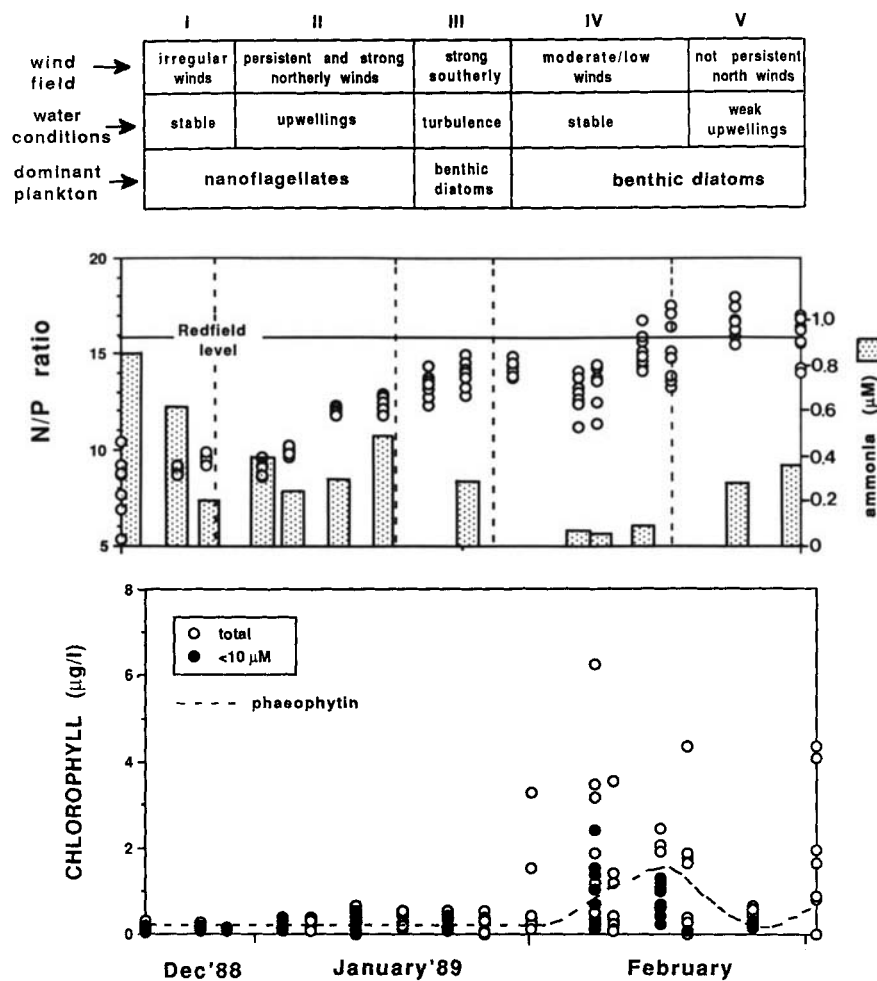 I II III IV V
wind field
irregular winds
persistent and strong northerly winds
strong southerly
moderate/low winds
not persistent north winds
water conditions
stable
upwellings
turbulence
stable
weak upwellings
dominant plankton
nanoflagellates
benthic diatoms
benthic diatoms
20
15
10
5
N/P ratio
Redfield level
1.0
0.8
0.6
0.4
0.2
0
ammonia (μM)
8
6
4
2
0
CHLOROPHYLL (μg/l)
total
<10 μM
phaeophytin
Dec'88 January'89 February